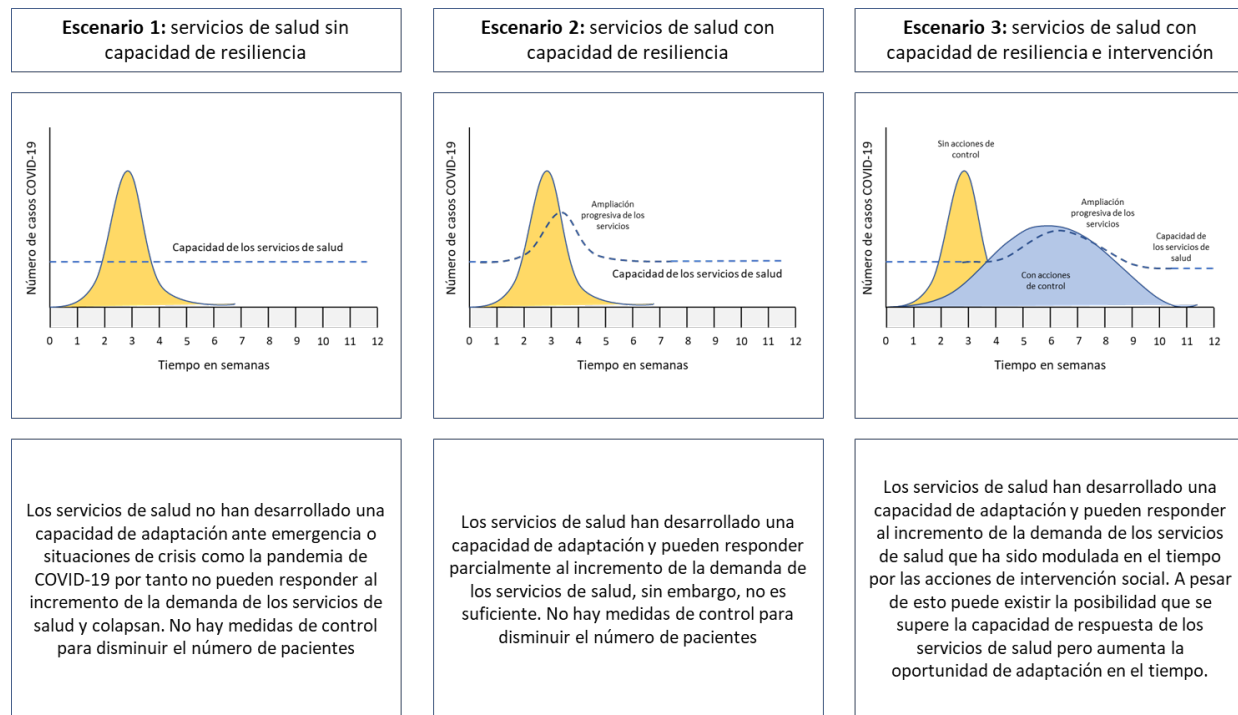 Escenario 1: servicios de salud sin
capacidad de resiliencia
Número de casos COVID-19
Capacidad de los servicios de salud
0 1 2 3 4 5 6 7 8 9 10 11 12
Tiempo en semanas
Los servicios de salud no han desarrollado una
capacidad de adaptación ante emergencia o
situaciones de crisis como la pandemia de
COVID-19 por tanto no pueden responder al
incremento de la demanda de los servicios de
salud y colapsan. No hay medidas de control
para disminuir el número de pacientes
Escenario 2: servicios de salud con
capacidad de resiliencia
Número de casos COVID-19
Ampliación
progresiva de los
servicios
Capacidad de los servicios de salud
0 1 2 3 4 5 6 7 8 9 10 11 12
Tiempo en semanas
Los servicios de salud han desarrollado una
capacidad de adaptación y pueden responder
parcialmente al incremento de la demanda de
los servicios de salud, sin embargo, no es
suficiente. No hay medidas de control para
disminuir el número de pacientes
Escenario 3: servicios de salud con
capacidad de resiliencia e intervención
Número de casos COVID-19
Sin acciones de
control
Ampliación
progresiva de los
servicios
Capacidad de
los servicios de
salud
Con acciones
de control
0 1 2 3 4 5 6 7 8 9 10 11 12
Tiempo en semanas
Los servicios de salud han desarrollado una
capacidad de adaptación y pueden responder
al incremento de la demanda de los servicios
de salud que ha sido modulada en el tiempo
por las acciones de intervención social. A pesar
de esto puede existir la posibilidad que se
supere la capacidad de respuesta de los
servicios de salud pero aumenta la
oportunidad de adaptación en el tiempo.